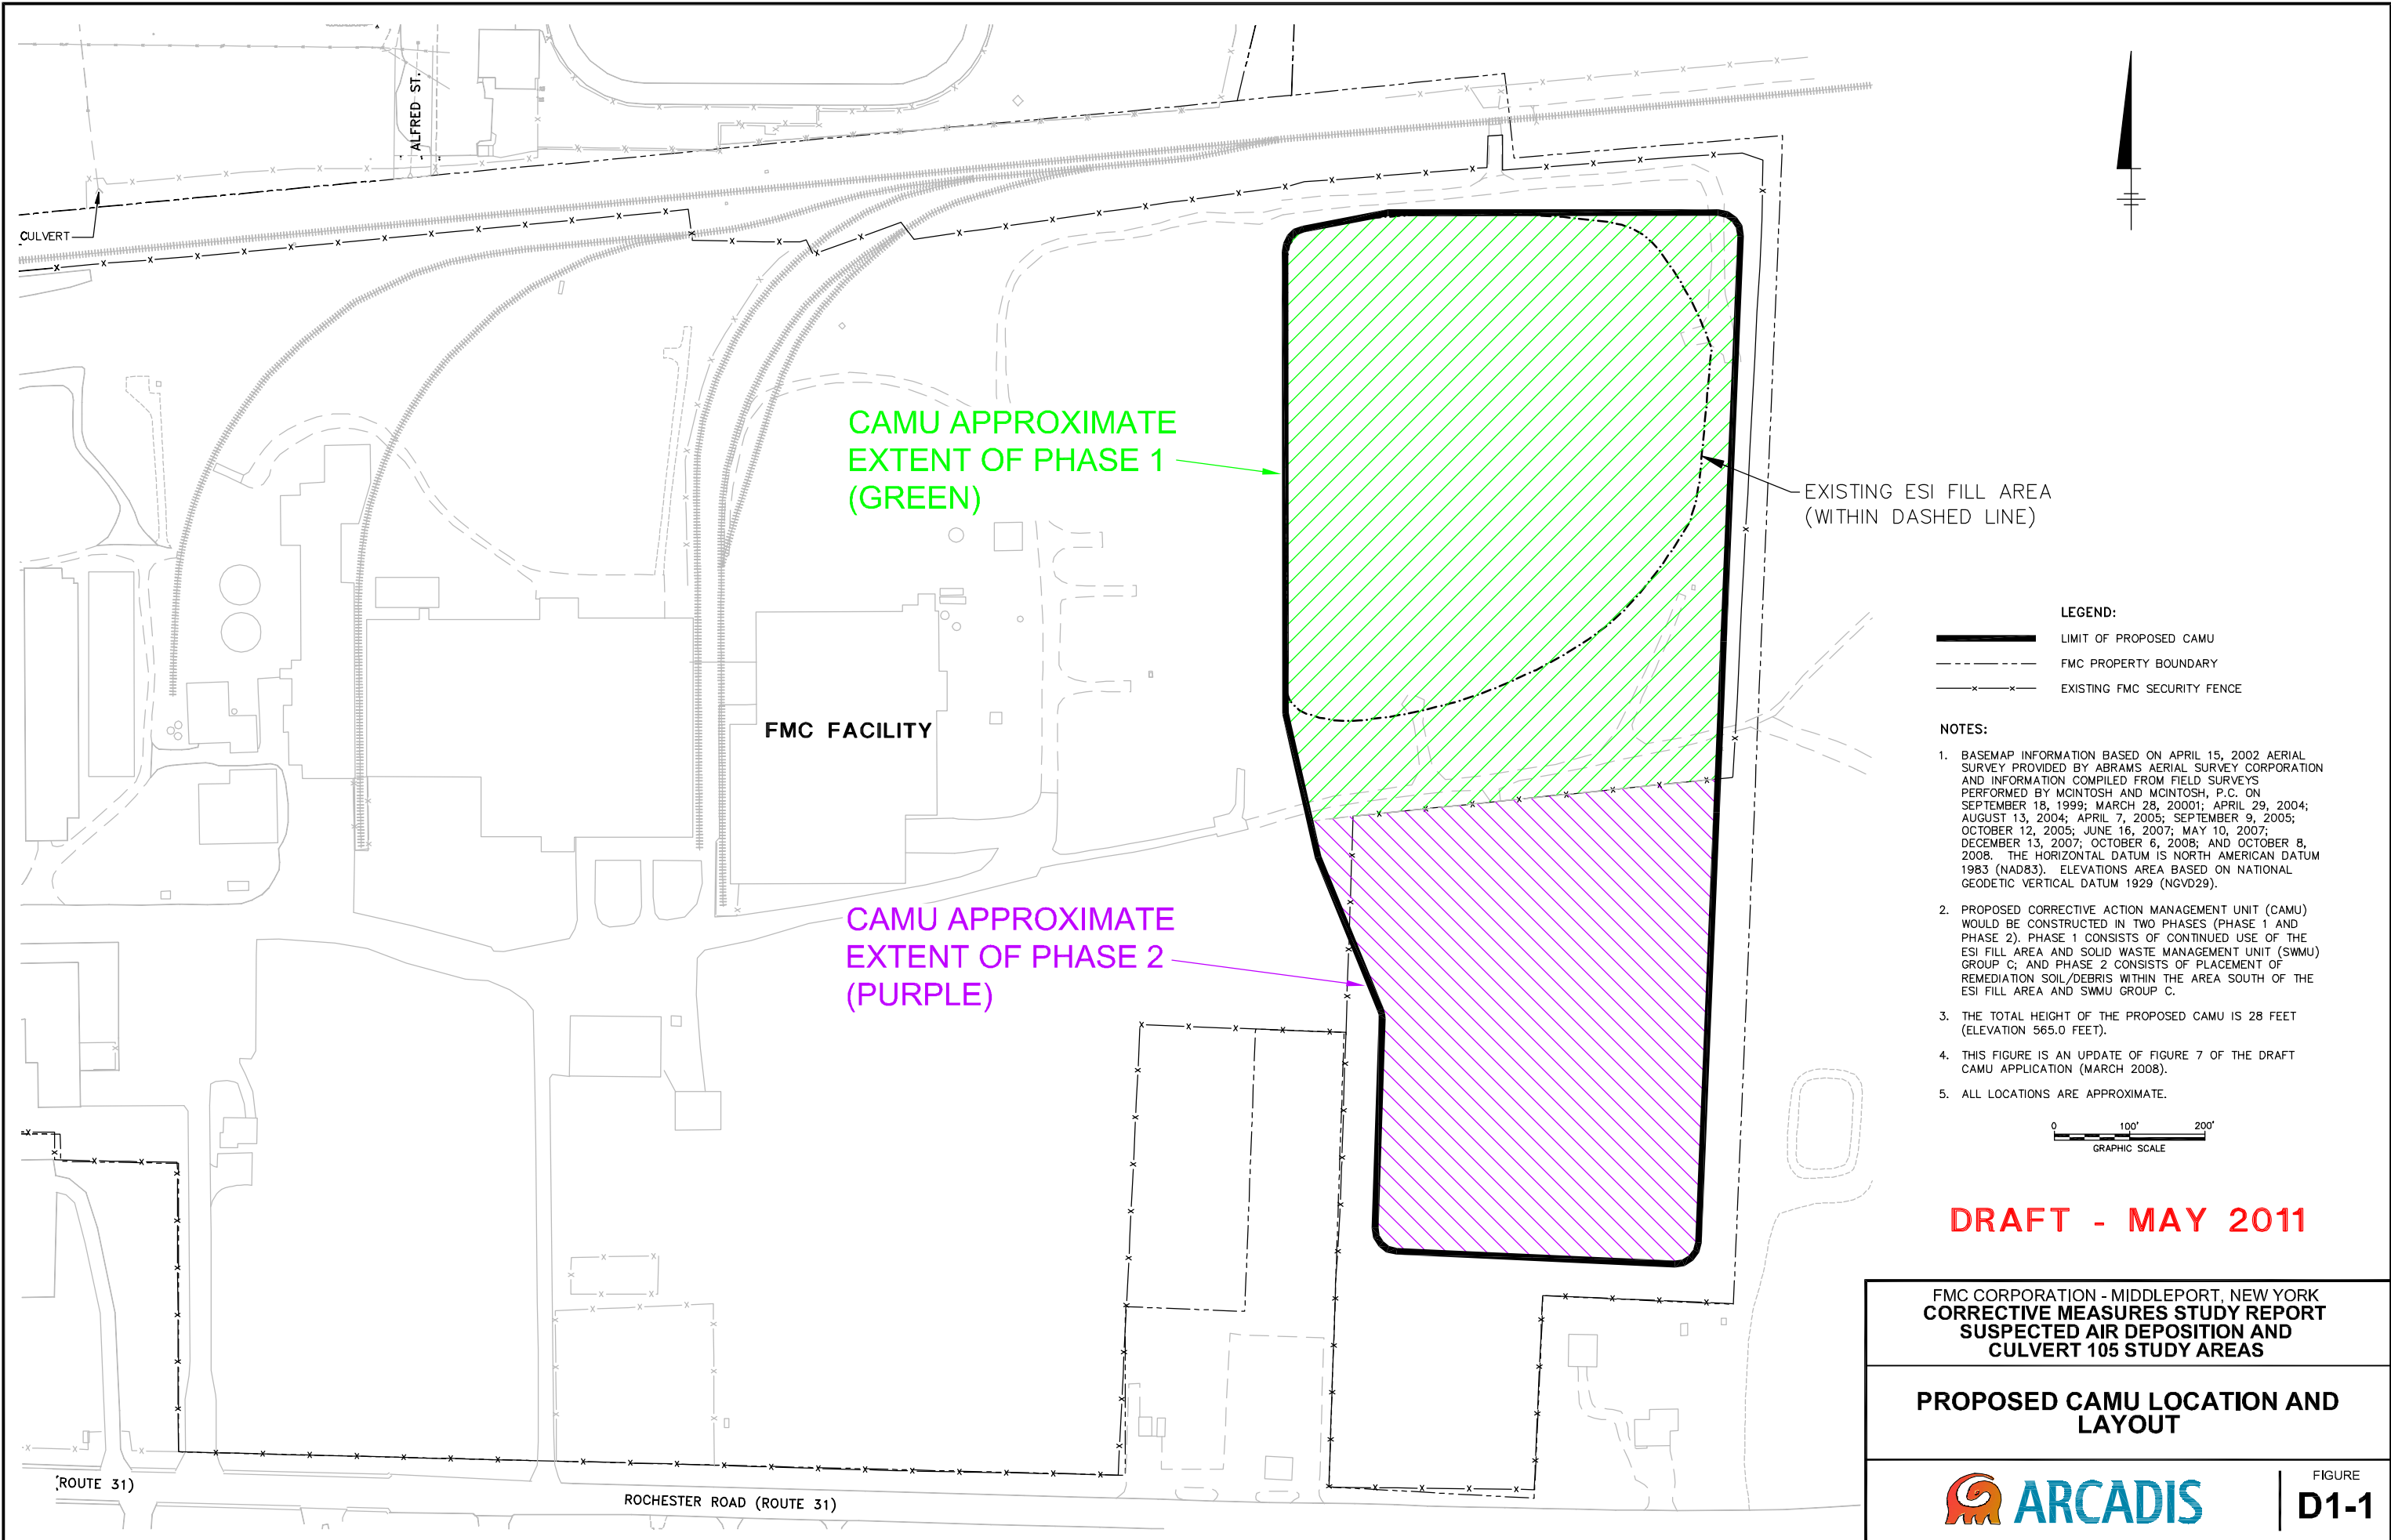 ALFRED ST.
CULVERT
CAMU APPROXIMATE
EXTENT OF PHASE 1
(GREEN)
EXISTING ESI FILL AREA
(WITHIN DASHED LINE)
FMC FACILITY
CAMU APPROXIMATE
EXTENT OF PHASE 2
(PURPLE)
(ROUTE 31)
ROCHESTER ROAD (ROUTE 31)
LEGEND:
LIMIT OF PROPOSED CAMU
FMC PROPERTY BOUNDARY
EXISTING FMC SECURITY FENCE
NOTES:
1. BASEMAP INFORMATION BASED ON APRIL 15, 2002 AERIAL
SURVEY PROVIDED BY ABRAMS AERIAL SURVEY CORPORATION
AND INFORMATION COMPILED FROM FIELD SURVEYS
PERFORMED BY MCINTOSH AND MCINTOSH, P.C. ON
SEPTEMBER 18, 1999; MARCH 28, 20001; APRIL 29, 2004;
AUGUST 13, 2004; APRIL 7, 2005; SEPTEMBER 9, 2005;
OCTOBER 12, 2005; JUNE 16, 2007; MAY 10, 2007;
DECEMBER 13, 2007; OCTOBER 6, 2008; AND OCTOBER 8,
2008. THE HORIZONTAL DATUM IS NORTH AMERICAN DATUM
1983 (NAD83). ELEVATIONS AREA BASED ON NATIONAL
GEODETIC VERTICAL DATUM 1929 (NGVD29).
2. PROPOSED CORRECTIVE ACTION MANAGEMENT UNIT (CAMU)
WOULD BE CONSTRUCTED IN TWO PHASES (PHASE 1 AND
PHASE 2). PHASE 1 CONSISTS OF CONTINUED USE OF THE
ESI FILL AREA AND SOLID WASTE MANAGEMENT UNIT (SWMU)
GROUP C; AND PHASE 2 CONSISTS OF PLACEMENT OF
REMEDIATION SOIL/DEBRIS WITHIN THE AREA SOUTH OF THE
ESI FILL AREA AND SWMU GROUP C.
3. THE TOTAL HEIGHT OF THE PROPOSED CAMU IS 28 FEET
(ELEVATION 565.0 FEET).
4. THIS FIGURE IS AN UPDATE OF FIGURE 7 OF THE DRAFT
CAMU APPLICATION (MARCH 2008).
5. ALL LOCATIONS ARE APPROXIMATE.
0 100' 200'
GRAPHIC SCALE
DRAFT - MAY 2011
FMC CORPORATION - MIDDLEPORT, NEW YORK
CORRECTIVE MEASURES STUDY REPORT
SUSPECTED AIR DEPOSITION AND
CULVERT 105 STUDY AREAS
PROPOSED CAMU LOCATION AND
LAYOUT
ARCADIS
FIGURE
D1-1